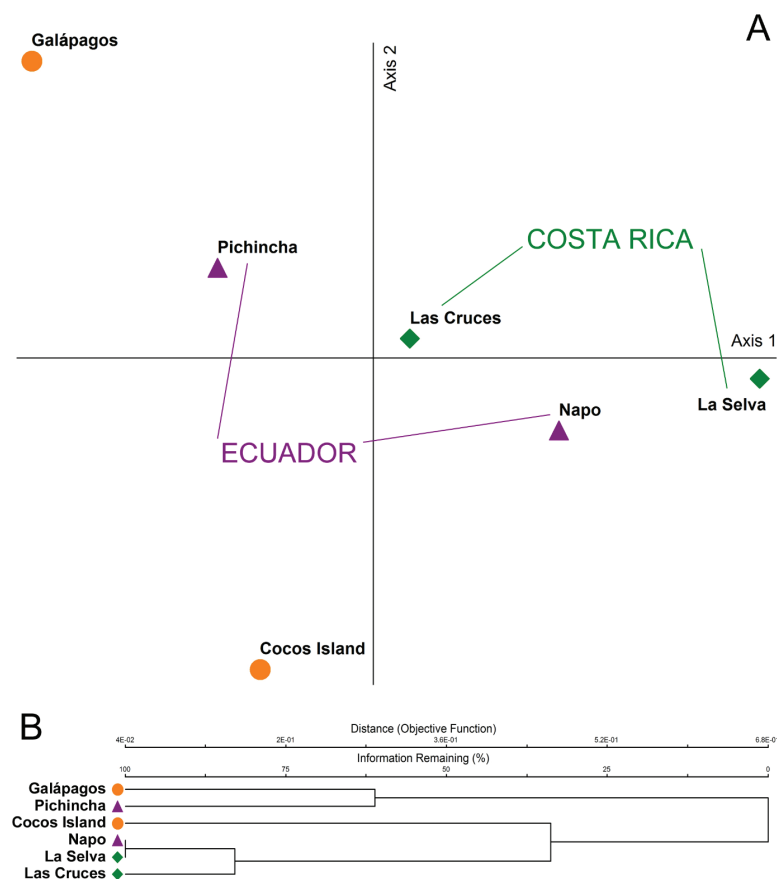 A
Galápagos
Axis 2
Pichincha
COSTA RICA
Las Cruces
Axis 1
La Selva
Napo
ECUADOR
Cocos Island
B
Distance (Objective Function)
4E-02 2E-01 3.6E-01 5.2E-01 6.8E-0
Information Remaining (%)
100 75 50 25 0
Galápagos
Pichincha
Cocos Island
Napo
La Selva
Las Cruces